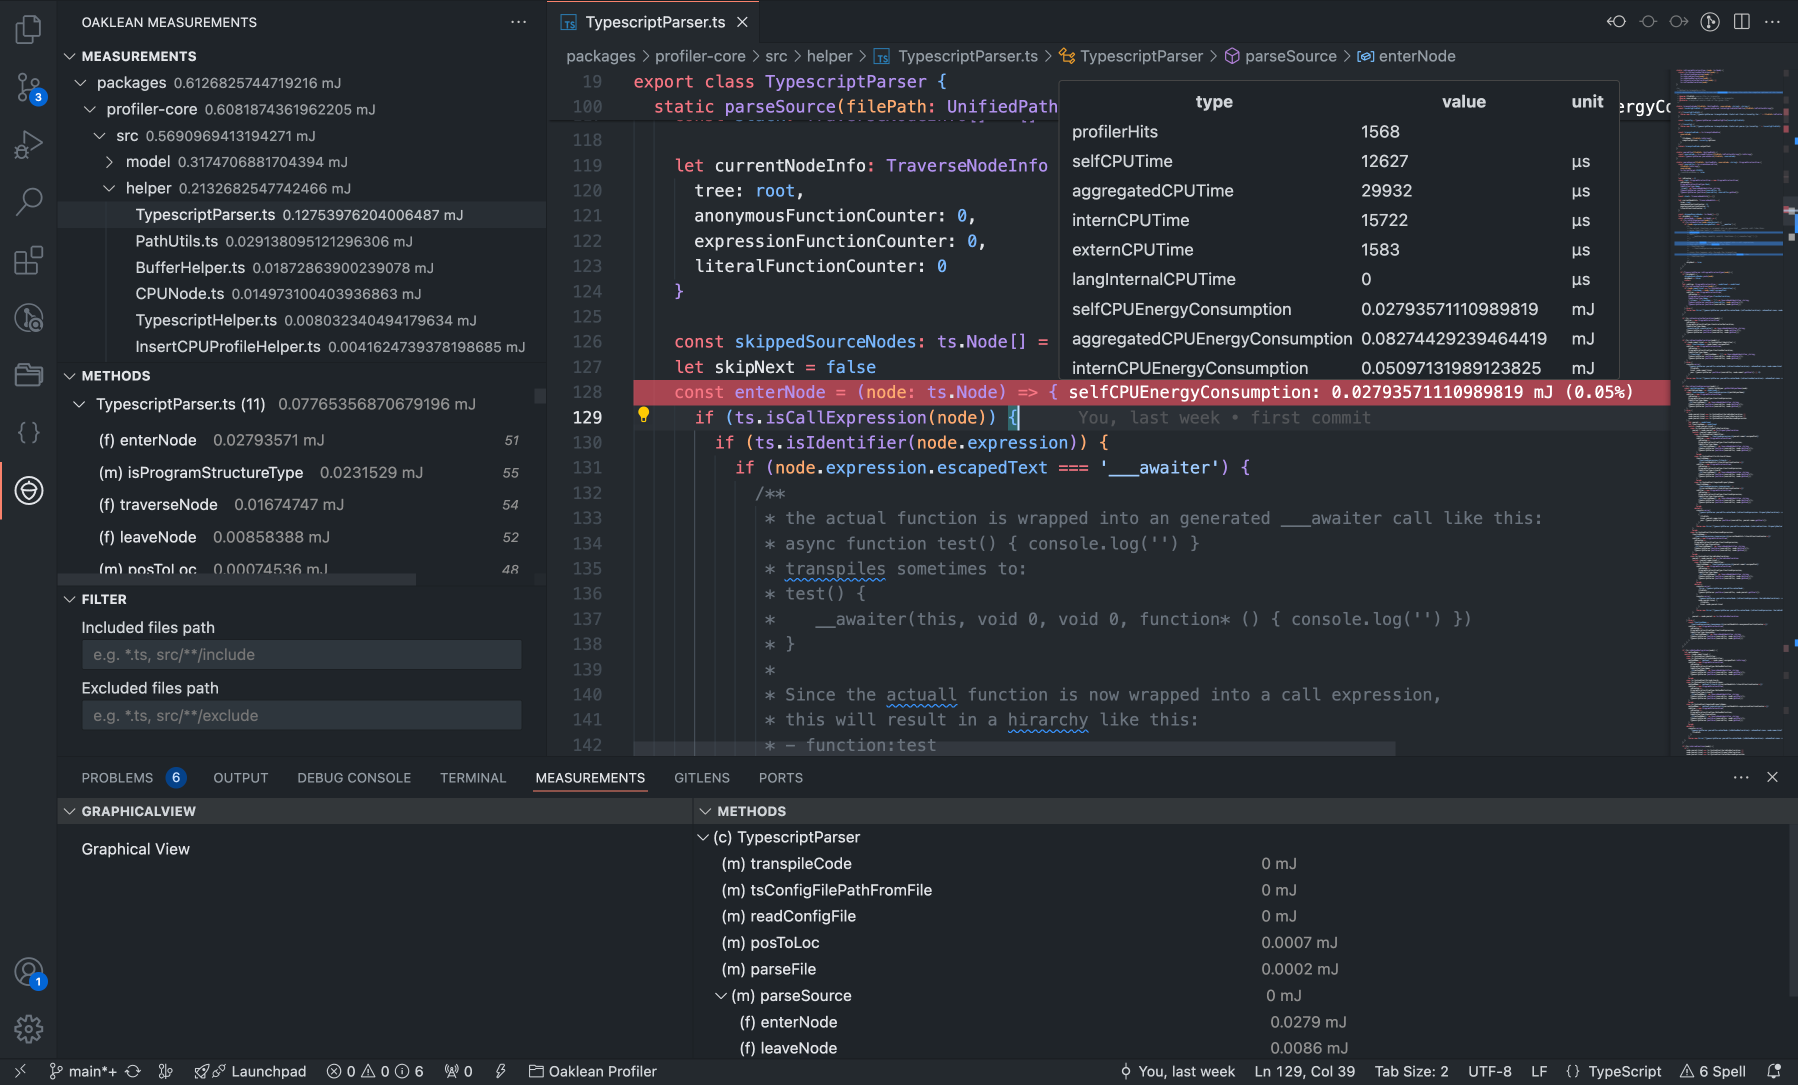 OAKLEAN MEASUREMENTS
MEASUREMENTS
packages 0.6126825744719216 mJ
profiler-core 0.6081874361962205 mJ
src 0.5690969413194271 mJ
model 0.3174706881704394 mJ
helper 0.2132682547742466 mJ
TypescriptParser.ts 0.12753976204006487 mJ
PathUtils.ts 0.029138095121296306 mJ
BufferHelper.ts 0.01872863900239078 mJ
CPUNode.ts 0.014973100403936863 mJ
TypescriptHelper.ts 0.008032340494179634 mJ
InsertCPUProfileHelper.ts 0.0041624739378198685 mJ
METHODS
TypescriptParser.ts (11) 0.07765356870679196 mJ
(f) enterNode 0.02793571 mJ 51
(m) isProgramStructureType 0.0231529 mJ 55
(f) traverseNode 0.01674747 mJ 54
(f) leaveNode 0.00858388 mJ 52
(m) posToLoc 0.00074536 mJ 48
FILTER
Included files path
e.g. *.ts, src/**/include
Excluded files path
e.g. *.ts, src/**/exclude
3
1
TS TypescriptParser.ts
packages > profiler-core > src > helper > TS TypescriptParser.ts > TypescriptParser > parseSource > enterNode
19 export class TypescriptParser {
100 static parseSource(filePath: UnifiedPath
ergyCo
118
119 let currentNodeInfo: TraverseNodeInfo
120 tree: root,
121 anonymousFunctionCounter: 0,
122 expressionFunctionCounter: 0,
123 literalFunctionCounter: 0
124 }
125
126 const skippedSourceNodes: ts.Node[] =
127 let skipNext = false
128 const enterNode = (node: ts.Node) => { selfCPUEnergyConsumption: 0.02793571110989819 mJ (0.05%)
129 if (ts.isCallExpression(node)) { You, last week • first commit
130 if (ts.isIdentifier(node.expression)) {
131 if (node.expression.escapedText === '___awaiter') {
132 /**
133 * the actual function is wrapped into an generated ___awaiter call like this:
134 * async function test() { console.log('') }
135 * transpiles sometimes to:
136 * test() {
137 * __awaiter(this, void 0, void 0, function* () { console.log('') })
138 * }
139 *
140 * Since the actuall function is now wrapped into a call expression,
141 * this will result in a hirarchy like this:
142 * - function:test
type value unit
profilerHits 1568
selfCPUTime 12627 µs
aggregatedCPUTime 29932 µs
internCPUTime 15722 µs
externCPUTime 1583 µs
langInternalCPUTime 0 µs
selfCPUEnergyConsumption 0.02793571110989819 mJ
aggregatedCPUEnergyConsumption 0.08274429239464419 mJ
internCPUEnergyConsumption 0.05097131989123825 mJ
PROBLEMS 6 OUTPUT DEBUG CONSOLE TERMINAL MEASUREMENTS GITLENS PORTS
GRAPHICALVIEW
Graphical View
METHODS
(c) TypescriptParser
(m) transpileCode 0 mJ
(m) tsConfigFilePathFromFile 0 mJ
(m) readConfigFile 0 mJ
(m) posToLoc 0.0007 mJ
(m) parseFile 0.0002 mJ
(m) parseSource 0 mJ
(f) enterNode 0.0279 mJ
(f) leaveNode 0.0086 mJ
main*+ Launchpad 0 0 6 0 Oaklean Profiler You, last week Ln 129, Col 39 Tab Size: 2 UTF-8 LF {} TypeScript 6 Spell